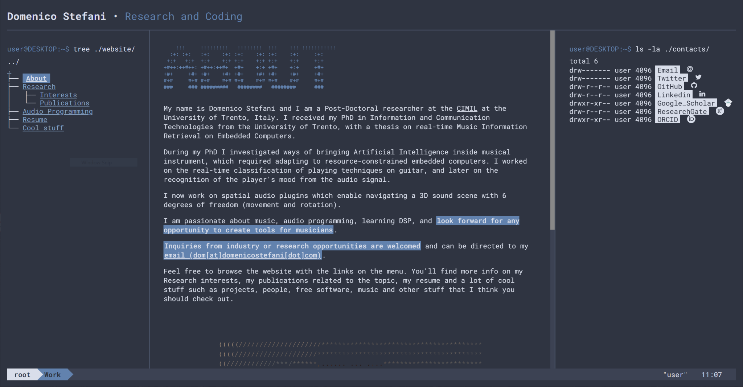 Domenico Stefani • Research and Coding
user@DESKTOP:~$ tree ./website/
../
├── About
├── Research
│   ├── Interests
│   └── Publications
├── Audio Programming
├── Resume
└── Cool stuff
My name is Domenico Stefani and I am a Post-Doctoral researcher at the CIMIL at the
University of Trento, Italy. I received my PhD in Information and Communication
Technologies from the University of Trento, with a thesis on real-time Music Information
Retrieval on Embedded Computers.
During my PhD I investigated ways of bringing Artificial Intelligence inside musical
instrument, which required adapting to resource-constrained embedded computers. I worked
on the real-time classification of playing techniques on guitar, and later on the
recognition of the player's mood from the audio signal.
I now work on spatial audio plugins which enable navigating a 3D sound scene with 6
degrees of freedom (movement and rotation).
I am passionate about music, audio programming, learning DSP, and look forward for any
opportunity to create tools for musicians.
Inquiries from industry or research opportunities are welcomed and can be directed to my
email (dom[at]domenicostefani[dot]com).
Feel free to browse the website with the links on the menu. You'll find more info on my
Research interests, my publications related to the topic, my resume and a lot of cool
stuff such as projects, people, free software, music and other stuff that I think you
should check out.
user@DESKTOP:~$ ls -la ./contacts/
total 6
drw------- user 4096 Email
drw------- user 4096 Twitter
drw-r--r-- user 4096 GitHub
drw-r--r-- user 4096 Linkedin
drwxr-xr-- user 4096 Google_Scholar
drw-r--r-- user 4096 ResearchGate
drwxr-xr-- user 4096 ORCID
root Work "user" 11:07